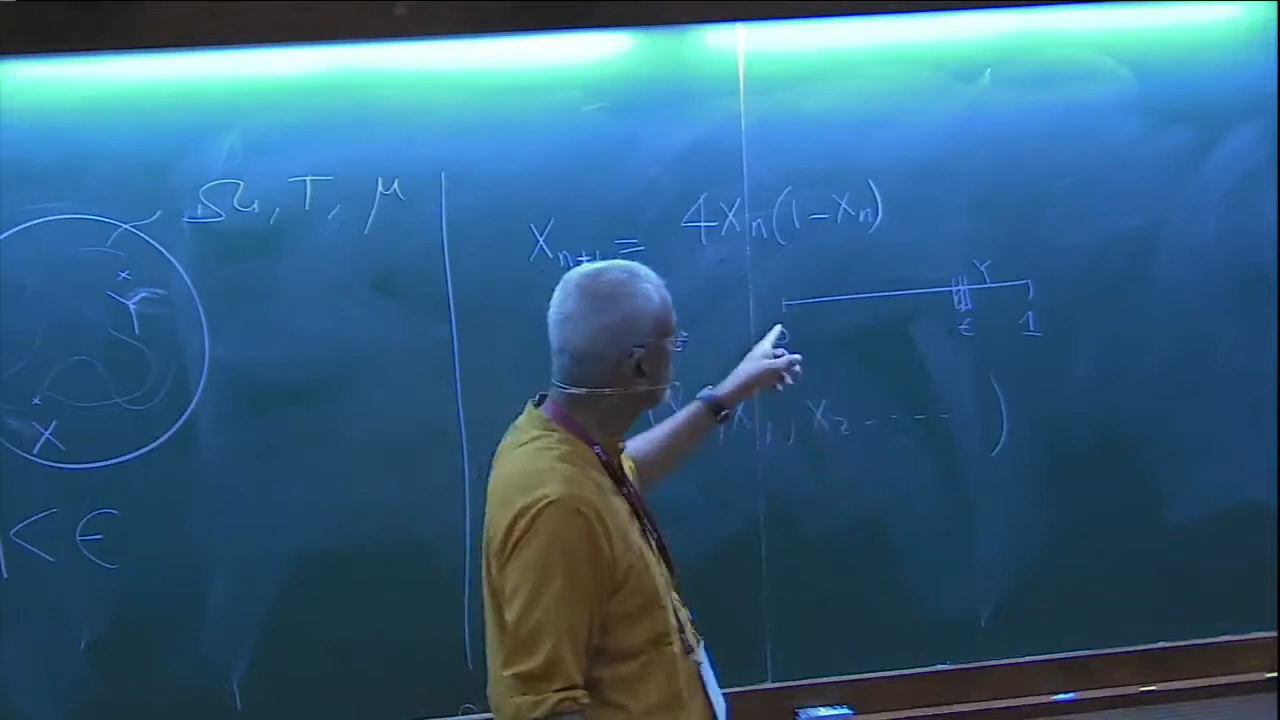 Ω, T, μ
Y
X
< ϵ
X_{n+1} = 4X_n(1-X_n)
Y
ϵ 1
X_1, X_2 ----- )